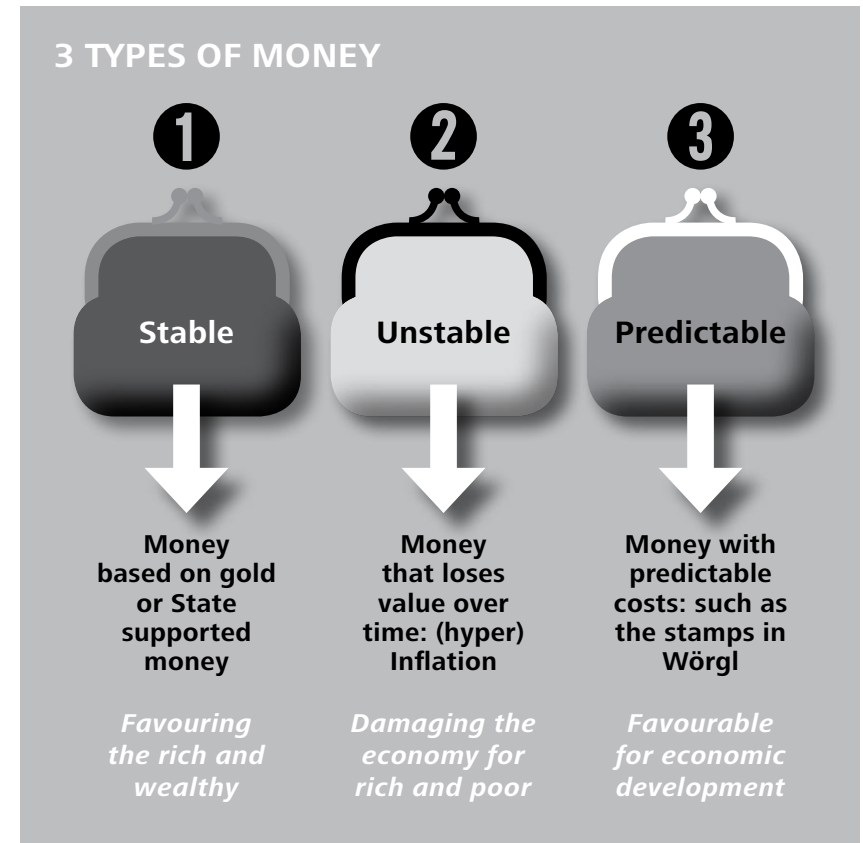 3 TYPES OF MONEY
1
2
3
Stable
Unstable
Predictable
Money
based on gold
or State
supported
money
Money
that loses
value over
time: (hyper)
Inflation
Money with
predictable
costs: such as
the stamps in
Wörgl
Favouring
the rich and
wealthy
Damaging the
economy for
rich and poor
Favourable
for economic
development